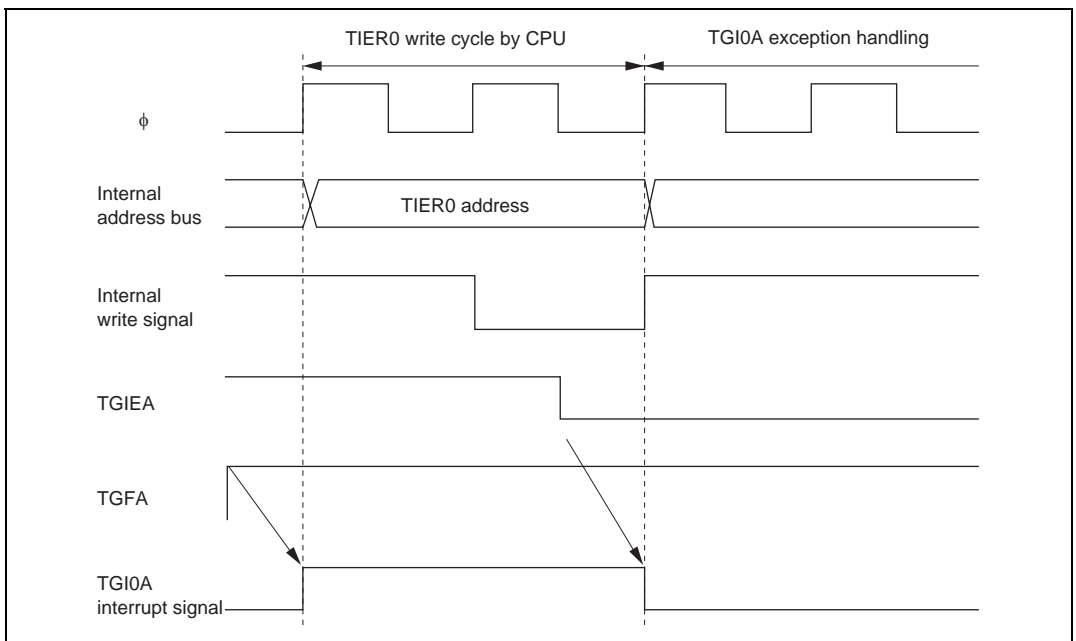 TIER0 write cycle by CPU
TGI0A exception handling
ϕ
Internal
address bus
TIER0 address
Internal
write signal
TGIEA
TGFA
TGI0A
interrupt signal